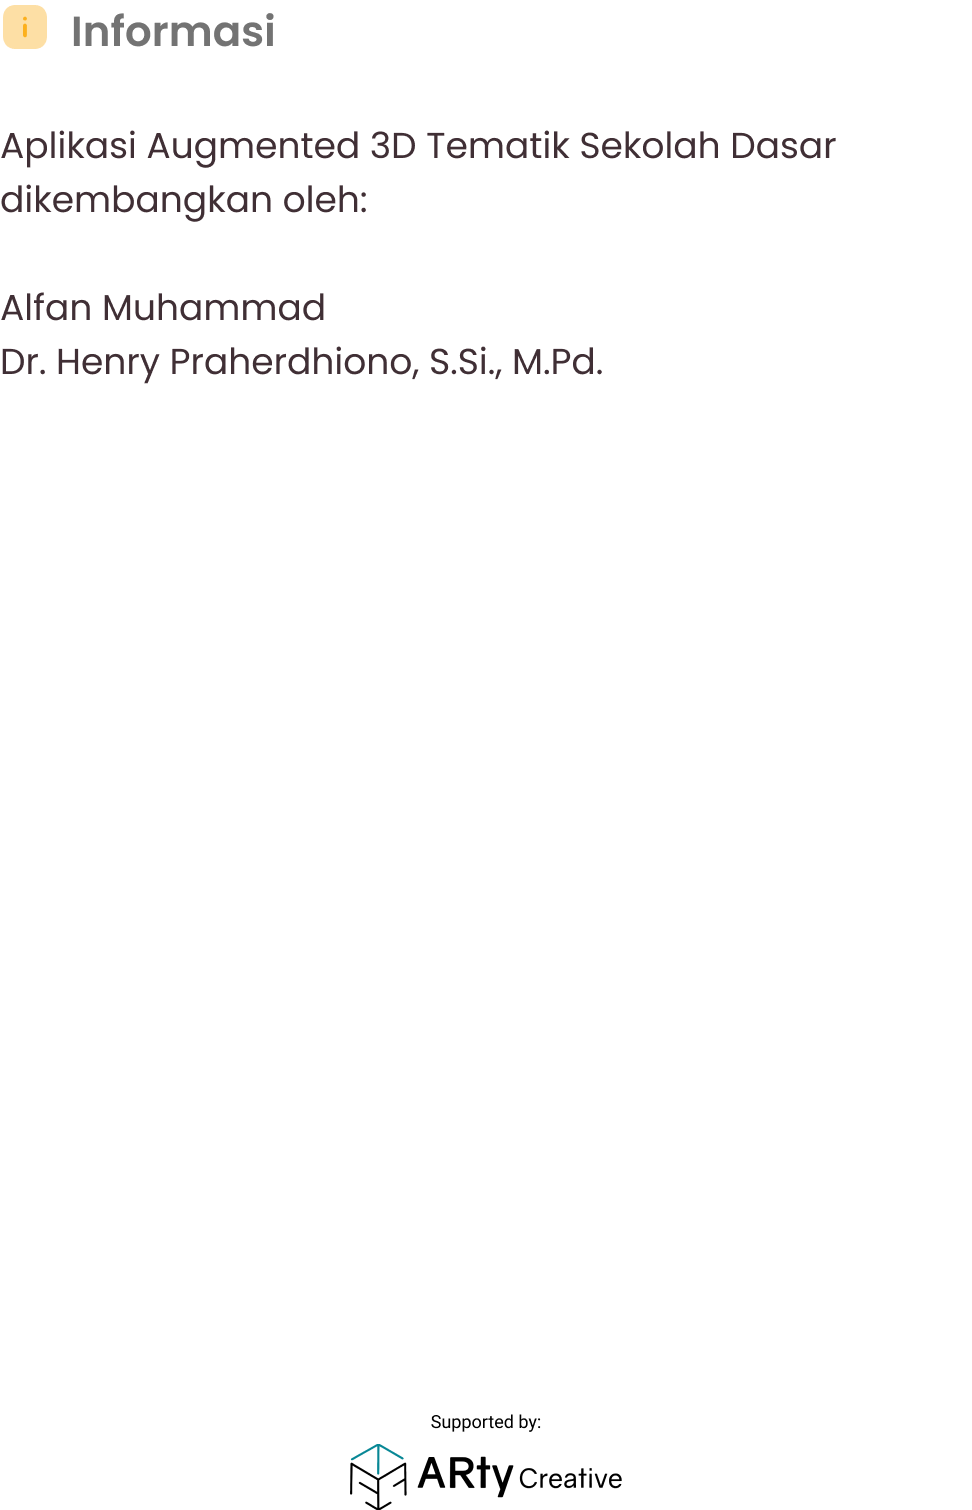 Informasi
Aplikasi Augmented 3D Tematik Sekolah Dasar
dikembangkan oleh:
Alfan Muhammad
Dr. Henry Praherdhiono, S.Si., M.Pd.
Supported by:
ARty Creative